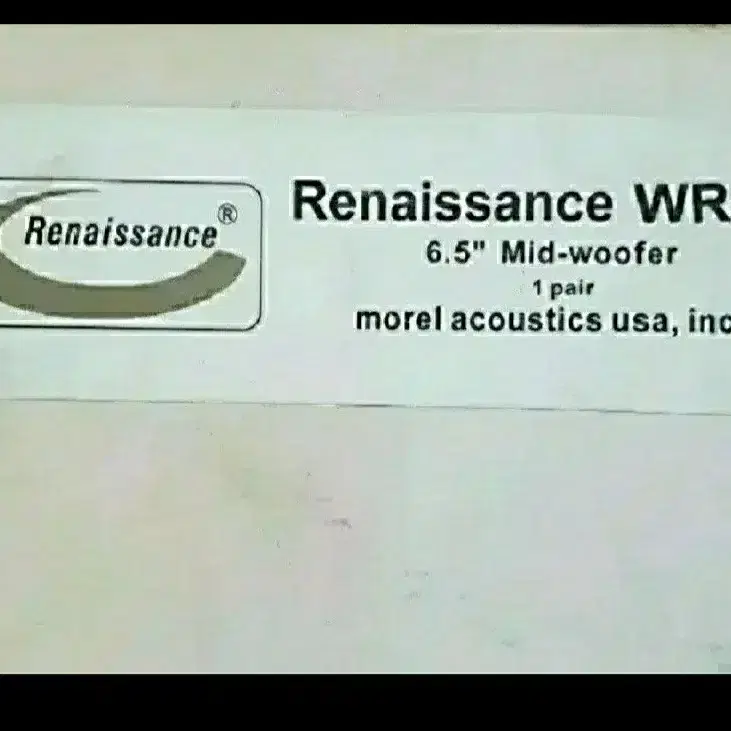 Renaissance®
Renaissance WR
6.5" Mid-woofer
1 pair
morel acoustics usa, inc